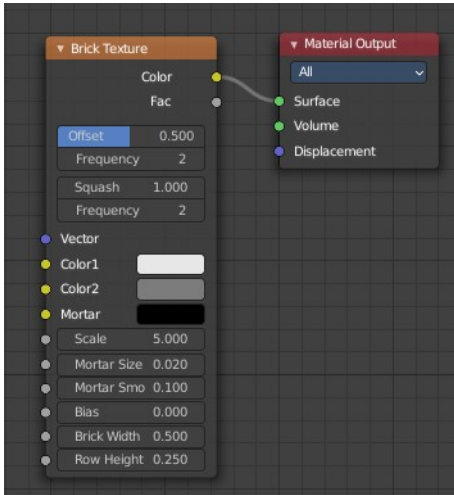 Brick Texture
Color
Fac
Offset 0.500
Frequency 2
Squash 1.000
Frequency 2
Vector
Color1
Color2
Mortar
Scale 5.000
Mortar Size 0.020
Mortar Smo 0.100
Bias 0.000
Brick Width 0.500
Row Height 0.250
Material Output
All
Surface
Volume
Displacement